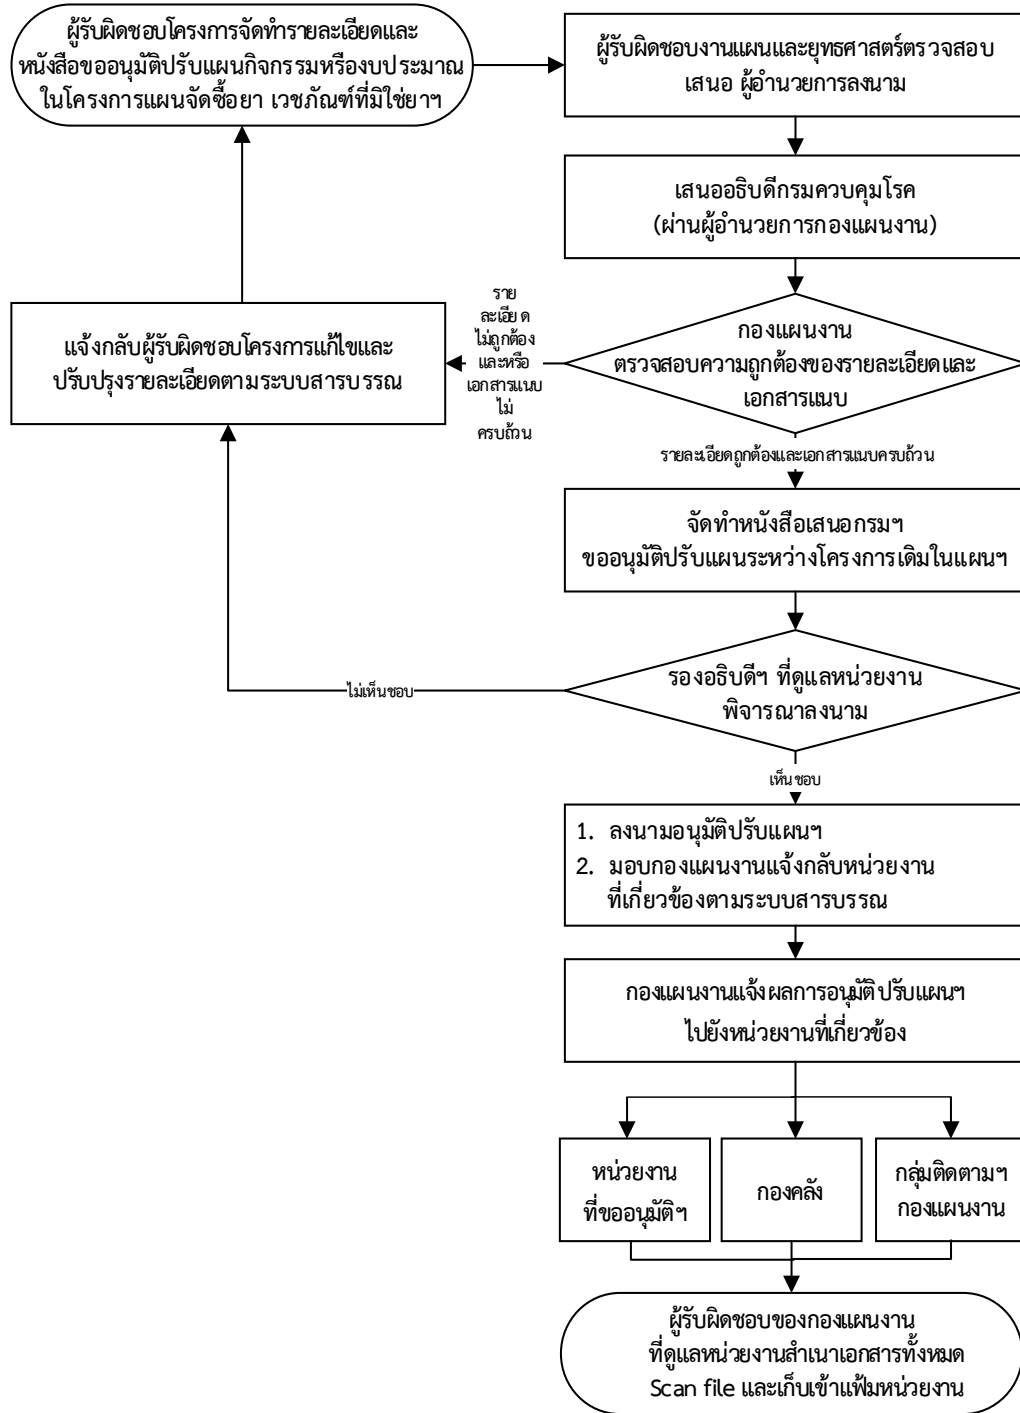 ผู้รับผิดชอบโครงการจัดทำรายละเอียดและ
หนังสือขออนุมัติปรับแผนกิจกรรมหรืองบประมาณ
ในโครงการแผนจัดซื้อยา เวชภัณฑ์ที่มิใช่ยาฯ
ผู้รับผิดชอบงานแผนและยุทธศาสตร์ตรวจสอบ
เสนอ ผู้อำนวยการลงนาม
เสนออธิบดีกรมควบคุมโรค
(ผ่านผู้อำนวยการกองแผนงาน)
กองแผนงาน
ตรวจสอบความถูกต้องของรายละเอียดและ
เอกสารแนบ
ราย
ละเอียด
ไม่ถูกต้อง
และหรือ
เอกสารแนบ
ไม่
ครบถ้วน
แจ้งกลับผู้รับผิดชอบโครงการแก้ไขและ
ปรับปรุงรายละเอียดตามระบบสารบรรณ
รายละเอียดถูกต้องและเอกสารแนบครบถ้วน
จัดทำหนังสือเสนอกรมฯ
ขออนุมัติปรับแผนระหว่างโครงการเดิมในแผนฯ
รองอธิบดีฯ ที่ดูแลหน่วยงาน
พิจารณาลงนาม
ไม่เห็นชอบ
เห็นชอบ
1. ลงนามอนุมัติปรับแผนฯ
2. มอบกองแผนงานแจ้งกลับหน่วยงาน
ที่เกี่ยวข้องตามระบบสารบรรณ
กองแผนงานแจ้งผลการอนุมัติปรับแผนฯ
ไปยังหน่วยงานที่เกี่ยวข้อง
หน่วยงาน
ที่ขออนุมัติฯ
กองคลัง
กลุ่มติดตามฯ
กองแผนงาน
ผู้รับผิดชอบของกองแผนงาน
ที่ดูแลหน่วยงานสำเนาเอกสารทั้งหมด
Scan file และเก็บเข้าแฟ้มหน่วยงาน